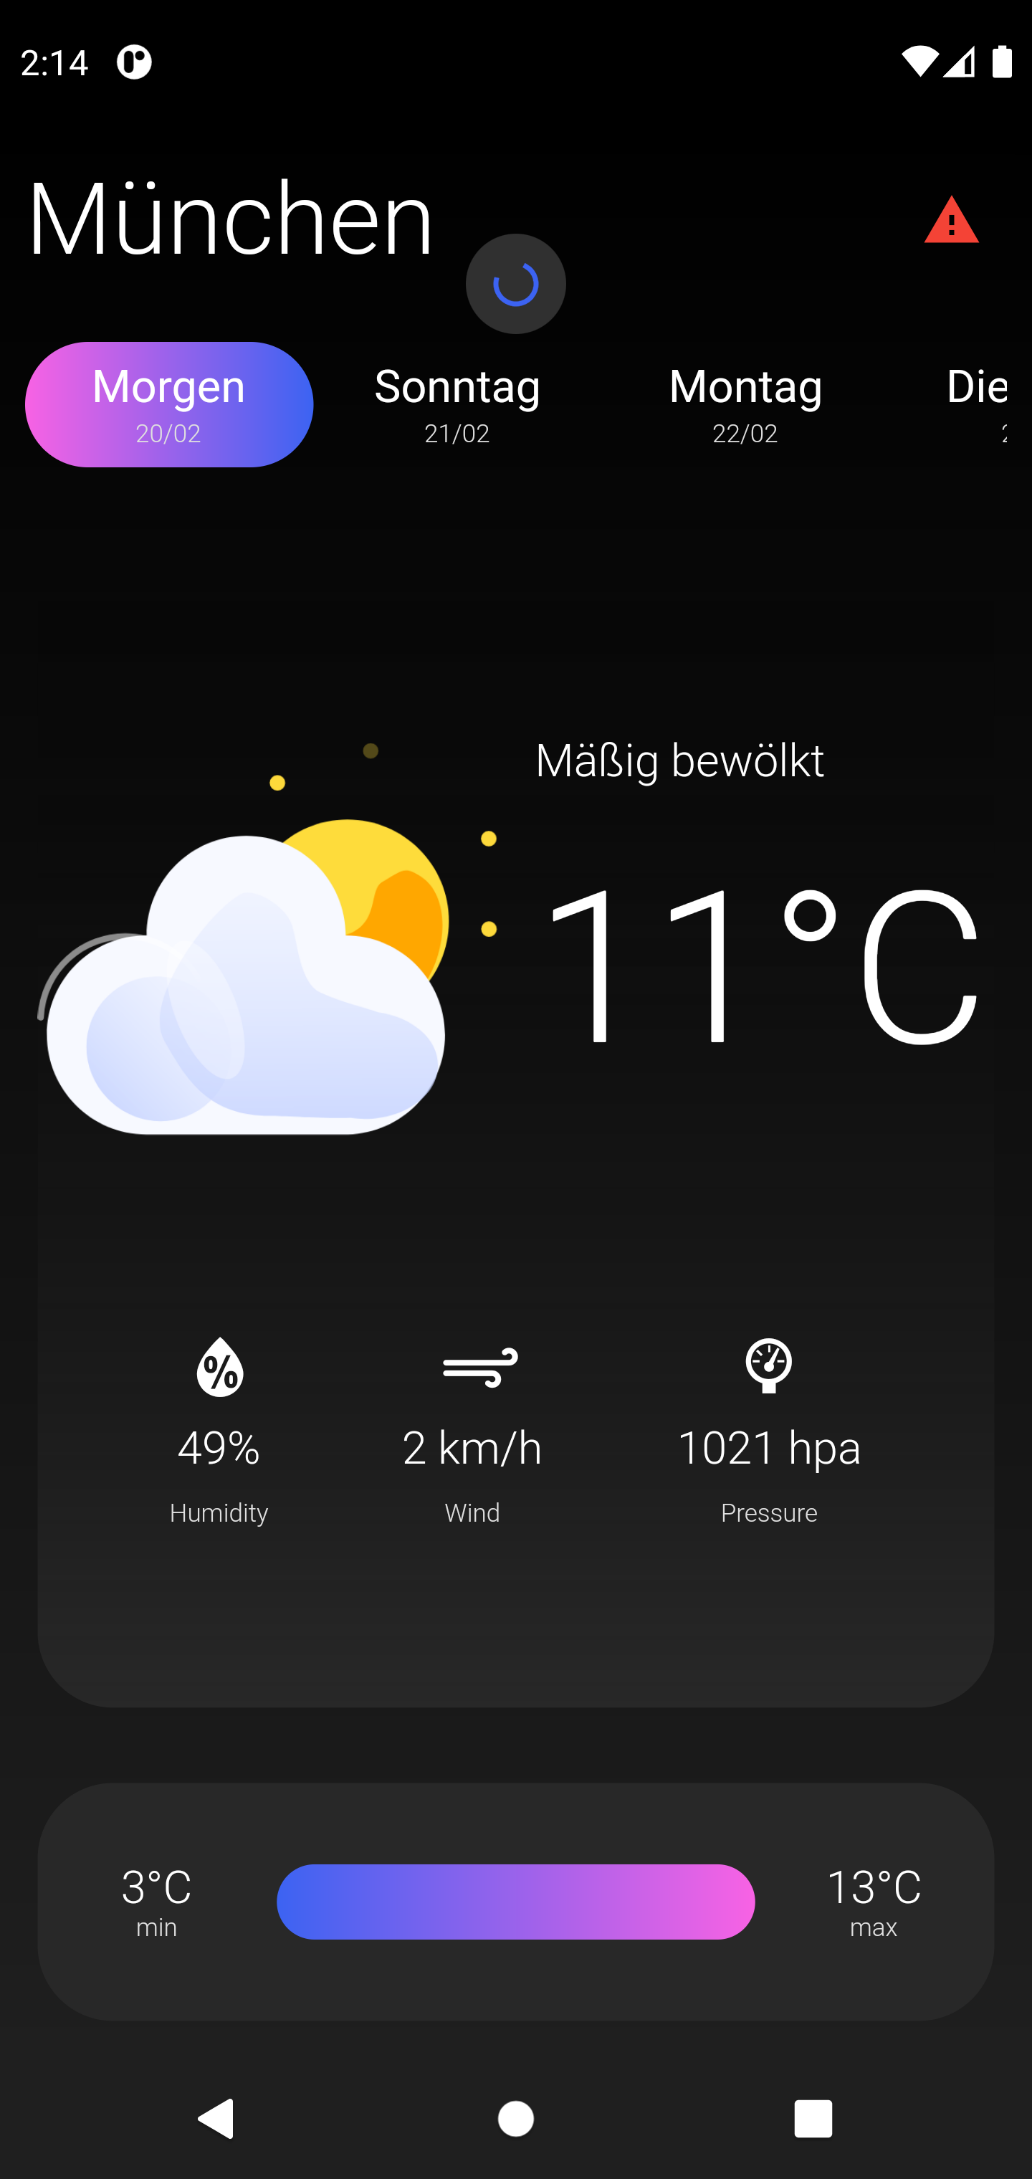 2:14
München
Morgen
20/02
Sonntag
21/02
Montag
22/02
Die
Mäßig bewölkt
11°C
%
49%
Humidity
2 km/h
Wind
1021 hpa
Pressure
3°C
min
13°C
max